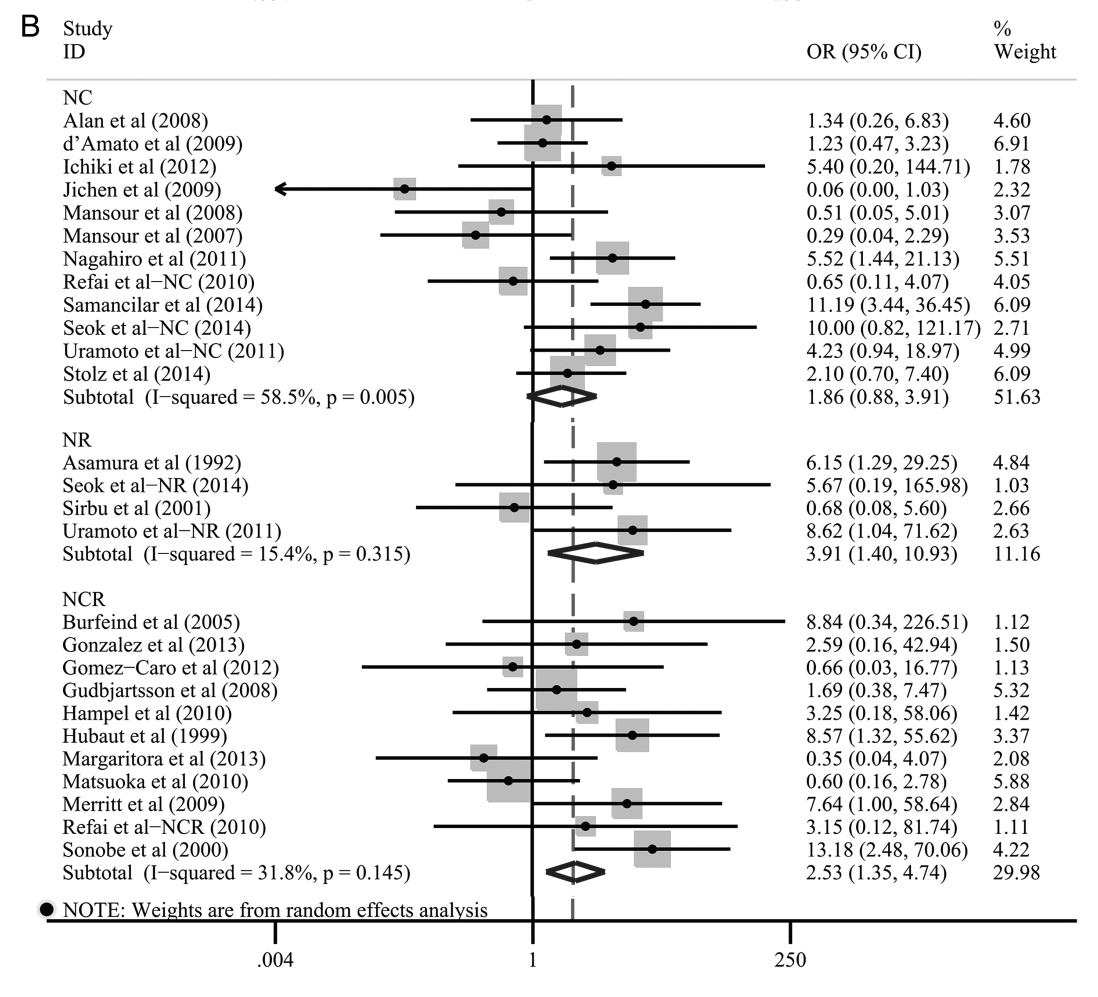 B
Study
ID
OR (95% CI)
%
Weight
NC
Alan et al (2008) 1.34 (0.26, 6.83) 4.60
d’Amato et al (2009) 1.23 (0.47, 3.23) 6.91
Ichiki et al (2012) 5.40 (0.20, 144.71) 1.78
Jichen et al (2009) 0.06 (0.00, 1.03) 2.32
Mansour et al (2008) 0.51 (0.05, 5.01) 3.07
Mansour et al (2007) 0.29 (0.04, 2.29) 3.53
Nagahiro et al (2011) 5.52 (1.44, 21.13) 5.51
Refai et al−NC (2010) 0.65 (0.11, 4.07) 4.05
Samancilar et al (2014) 11.19 (3.44, 36.45) 6.09
Seok et al−NC (2014) 10.00 (0.82, 121.17) 2.71
Uramoto et al−NC (2011) 4.23 (0.94, 18.97) 4.99
Stolz et al (2014) 2.10 (0.70, 7.40) 6.09
Subtotal (I−squared = 58.5%, p = 0.005) 1.86 (0.88, 3.91) 51.63
NR
Asamura et al (1992) 6.15 (1.29, 29.25) 4.84
Seok et al−NR (2014) 5.67 (0.19, 165.98) 1.03
Sirbu et al (2001) 0.68 (0.08, 5.60) 2.66
Uramoto et al−NR (2011) 8.62 (1.04, 71.62) 2.63
Subtotal (I−squared = 15.4%, p = 0.315) 3.91 (1.40, 10.93) 11.16
NCR
Burfeind et al (2005) 8.84 (0.34, 226.51) 1.12
Gonzalez et al (2013) 2.59 (0.16, 42.94) 1.50
Gomez−Caro et al (2012) 0.66 (0.03, 16.77) 1.13
Gudbjartsson et al (2008) 1.69 (0.38, 7.47) 5.32
Hampel et al (2010) 3.25 (0.18, 58.06) 1.42
Hubaut et al (1999) 8.57 (1.32, 55.62) 3.37
Margaritora et al (2013) 0.35 (0.04, 4.07) 2.08
Matsuoka et al (2010) 0.60 (0.16, 2.78) 5.88
Merritt et al (2009) 7.64 (1.00, 58.64) 2.84
Refai et al−NCR (2010) 3.15 (0.12, 81.74) 1.11
Sonobe et al (2000) 13.18 (2.48, 70.06) 4.22
Subtotal (I−squared = 31.8%, p = 0.145) 2.53 (1.35, 4.74) 29.98
NOTE: Weights are from random effects analysis
.004 1 250